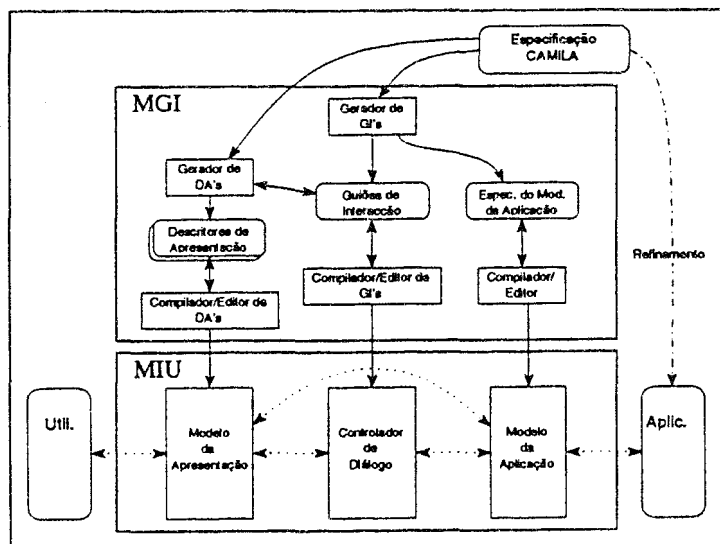 Especificação
CAMILA
MGI
Gerador de
GI's
Gerador de
DA's
Guiões de
Interacção
Espec. do Mod.
da Aplicação
Descritores de
Apresentação
Refinamento
Compilador/Editor de
DA's
Compilador/Editor de
GI's
Compilador/
Editor
MIU
Util.
Modelo
da
Apresentação
Controlador
de
Diálogo
Modelo
da
Aplicação
Aplic.